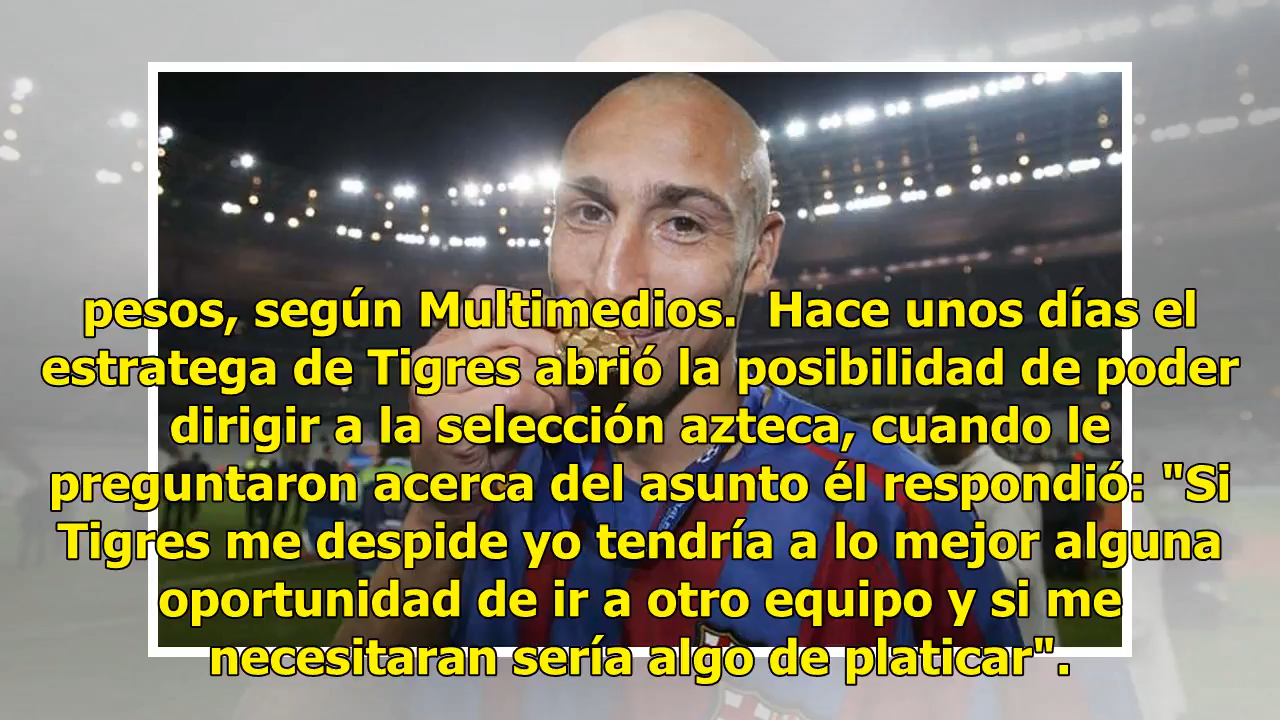 pesos, según Multimedios.  Hace unos días el
estratega de Tigres abrió la posibilidad de poder
dirigir a la selección azteca, cuando le
preguntaron acerca del asunto él respondió: "Si
Tigres me despide yo tendría a lo mejor alguna
oportunidad de ir a otro equipo y si me
necesitaran sería algo de platicar".